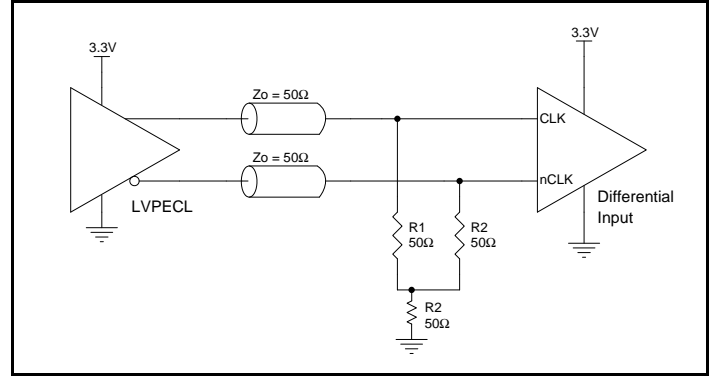 3.3V
3.3V
Zo = 50Ω
CLK
Zo = 50Ω
nCLK
LVPECL
Differential
Input
R1
50Ω
R2
50Ω
R2
50Ω